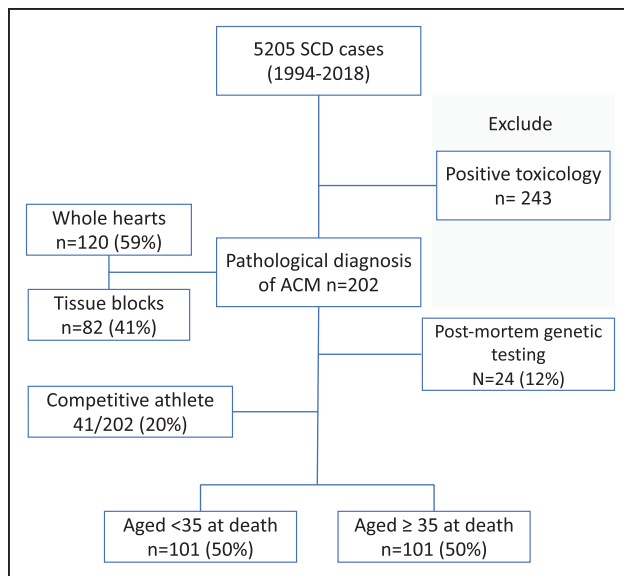 5205 SCD cases
(1994-2018)
Exclude
Positive toxicology
n= 243
Whole hearts
n=120 (59%)
Pathological diagnosis
of ACM n=202
Tissue blocks
n=82 (41%)
Post-mortem genetic
testing
N=24 (12%)
Competitive athlete
41/202 (20%)
Aged <35 at death
n=101 (50%)
Aged ≥ 35 at death
n=101 (50%)